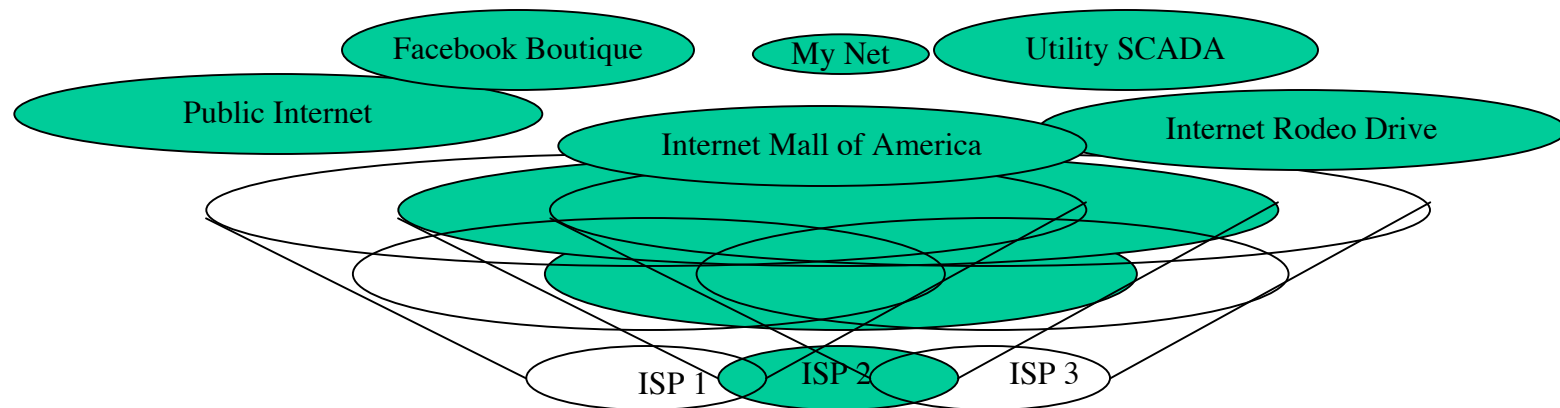 Facebook Boutique
My Net
Utility SCADA
Public Internet
Internet Mall of America
Internet Rodeo Drive
ISP 1
ISP 2
ISP 3